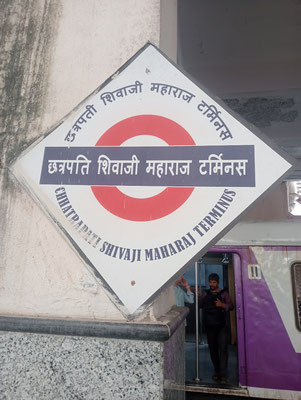 छत्रपती शिवाजी महाराज टर्मिनस
छत्रपति शिवाजी महाराज टर्मिनस
CHHATRAPATI SHIVAJI MAHARAJ TERMINUS